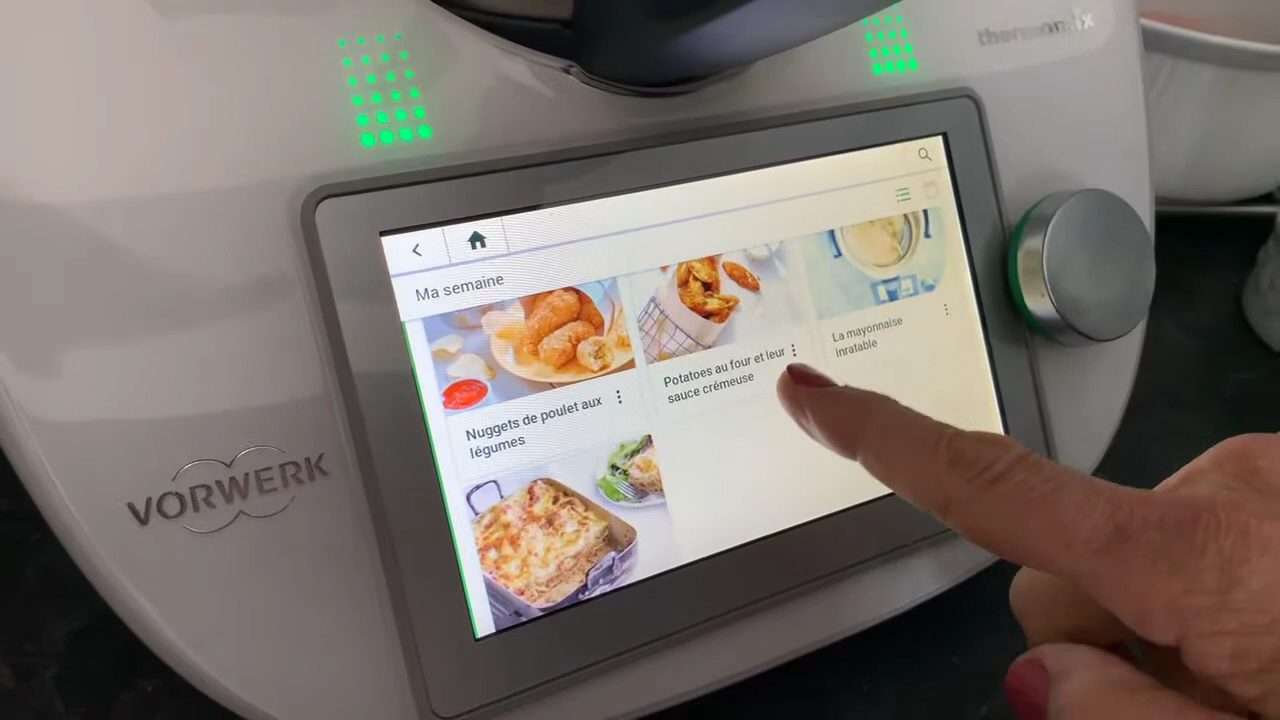 thermomix
Ma semaine
Nuggets de poulet aux
légumes
Potatoes au four et leur
sauce crémeuse
La mayonnaise
inratable
VORWERK